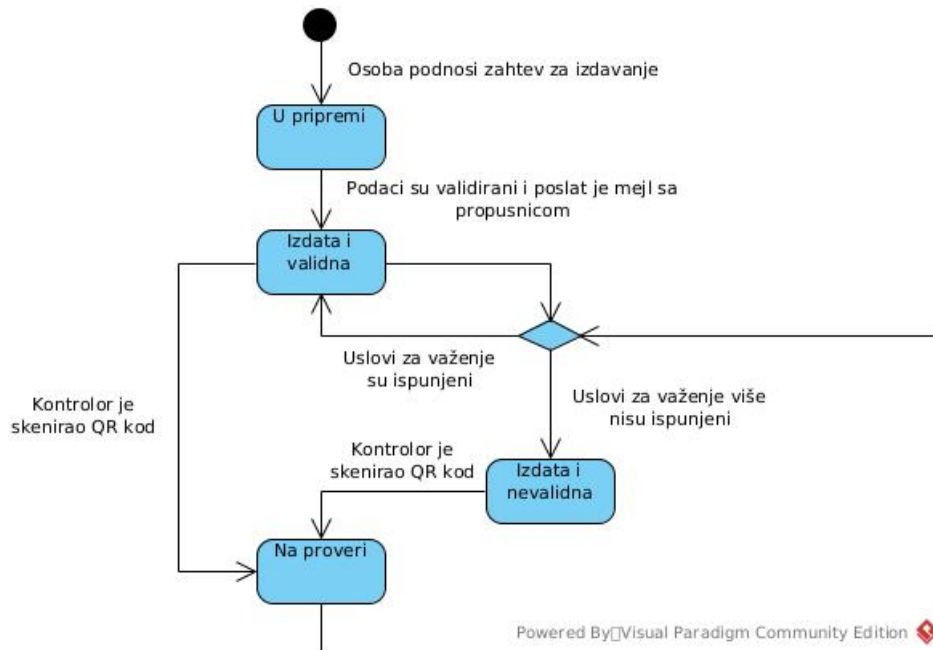 Osoba podnosi zahtev za izdavanje
U pripremi
Podaci su validirani i poslat je mejl sa
propusnicom
Izdata i
validna
Uslovi za važenje
su ispunjeni
Uslovi za važenje više
nisu ispunjeni
Kontrolor je
skenirao QR kod
Kontrolor je
skenirao QR kod
Izdata i
nevalidna
Na proveri
Powered By Visual Paradigm Community Edition